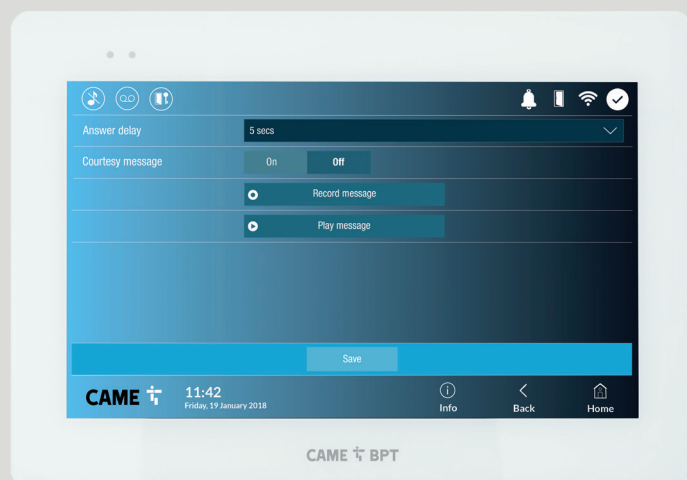 Answer delay
5 secs
Courtesy message
On
Off
Record message
Play message
Save
CAME
11:42
Friday, 19 January 2018
Info
Back
Home
CAME BPT